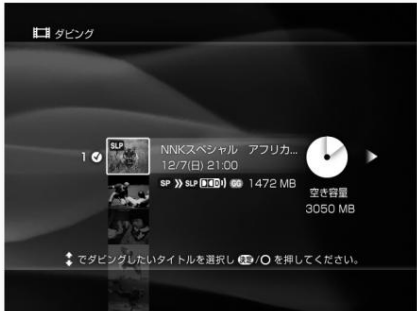 ダビング
SLP
1
NNKスペシャル アフリカ...
12/7(日) 21:00
SP SLP 1472 MB
空き容量
3050 MB
でダビングしたいタイトルを選択し 決定/○ を押してください。